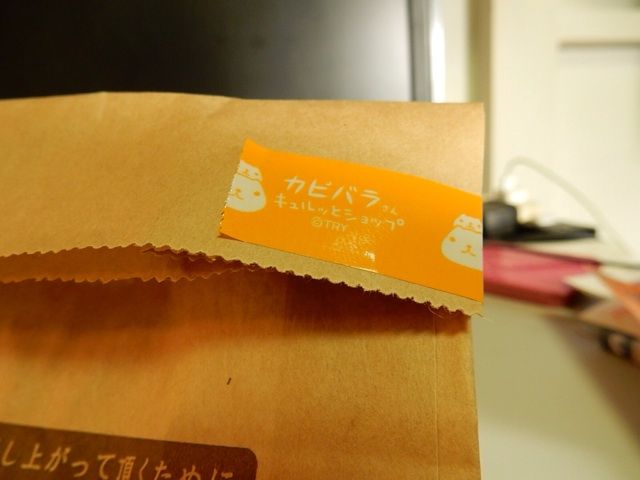 カピバラさん
キュルッとショップ
©TRY
し上がって頂くために